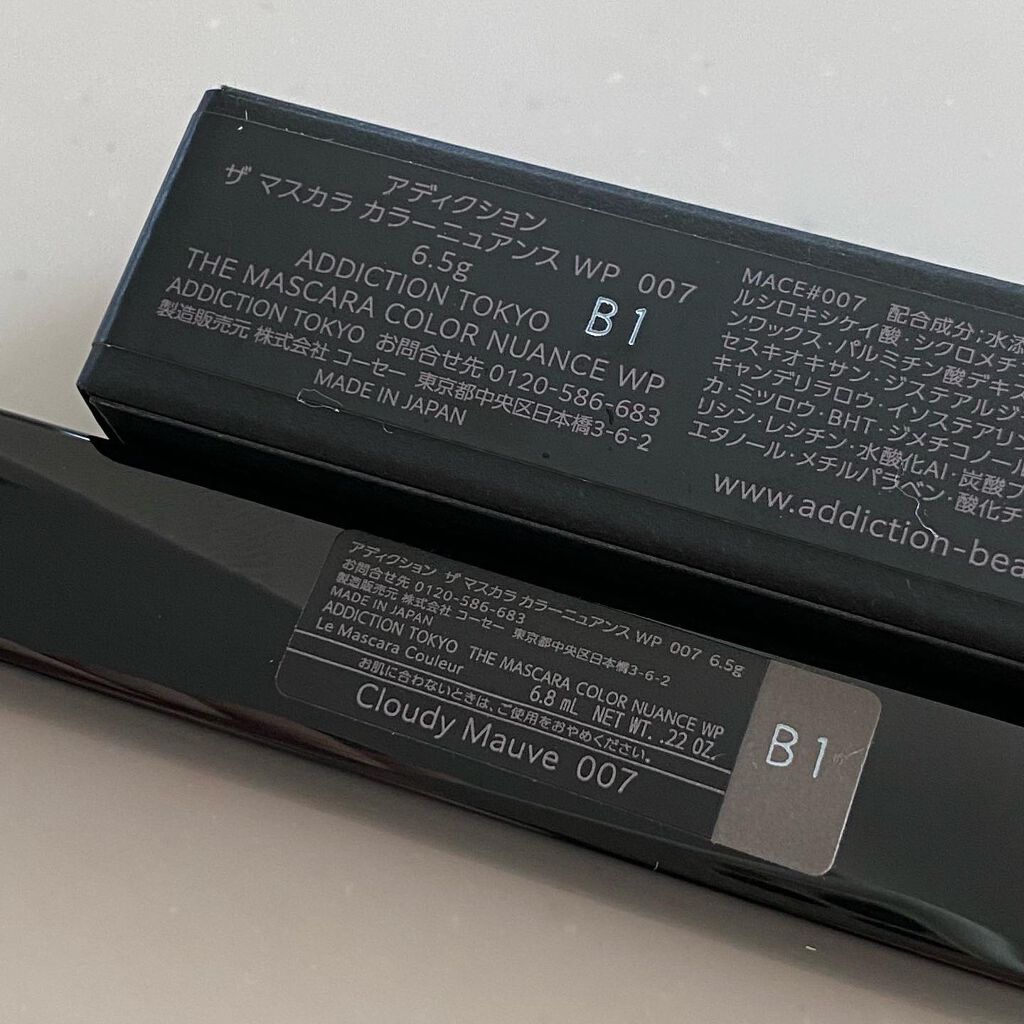 アディクション
ザ マスカラ カラーニュアンス WP 007
6.5g
ADDICTION TOKYO
THE MASCARA COLOR NUANCE WP
B1
ADDICTION TOKYO お問合せ先 0120-586-683
製造販売元 株式会社 コーセー 東京都中央区日本橋3-6-2
MADE IN JAPAN
MACE#007 配合成分;水添
ルシロキシケイ酸・シクロメチ
ンワックス・パルミチン酸デキス
セスキオキサン・ジステアルジ
キャンデリラロウ・イソステアリン
カ・ミツロウ・BHT・ジメチコノール
リシン・レシチン・水酸化Al・炭酸プ
エタノール・メチルパラベン・酸化チ
www.addiction-bea
アディクション ザ マスカラ カラーニュアンス WP 007 6.5g
お問合せ先 0120-586-683
製造販売元 株式会社 コーセー 東京都中央区日本橋3-6-2
MADE IN JAPAN
ADDICTION TOKYO THE MASCARA COLOR NUANCE WP
Le Mascara Couleur 6.8 mL NET WT. .22 OZ.
お肌に合わないときは、ご使用をおやめください。
Cloudy Mauve 007
B1